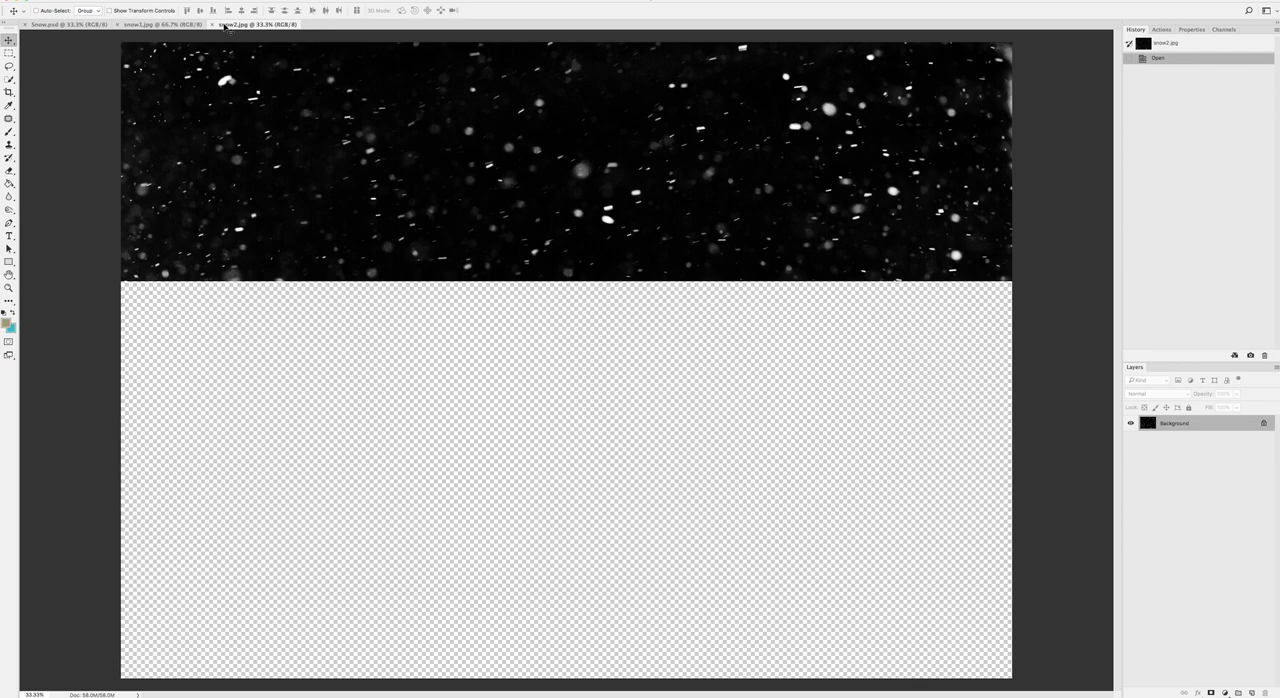 Auto-Select: Group Show Transform Controls 3D Mode:
× Snow.psd @ 33.3% (RGB/8) × snow1.jpg @ 66.7% (RGB/8) × snow2.jpg @ 33.3% (RGB/8)
History Actions Properties Channels
snow2.jpg
Open
Layers
Kind
Normal Opacity: 100%
Lock: Fill: 100%
Background
33.33% Doc: 58.0M/58.0M